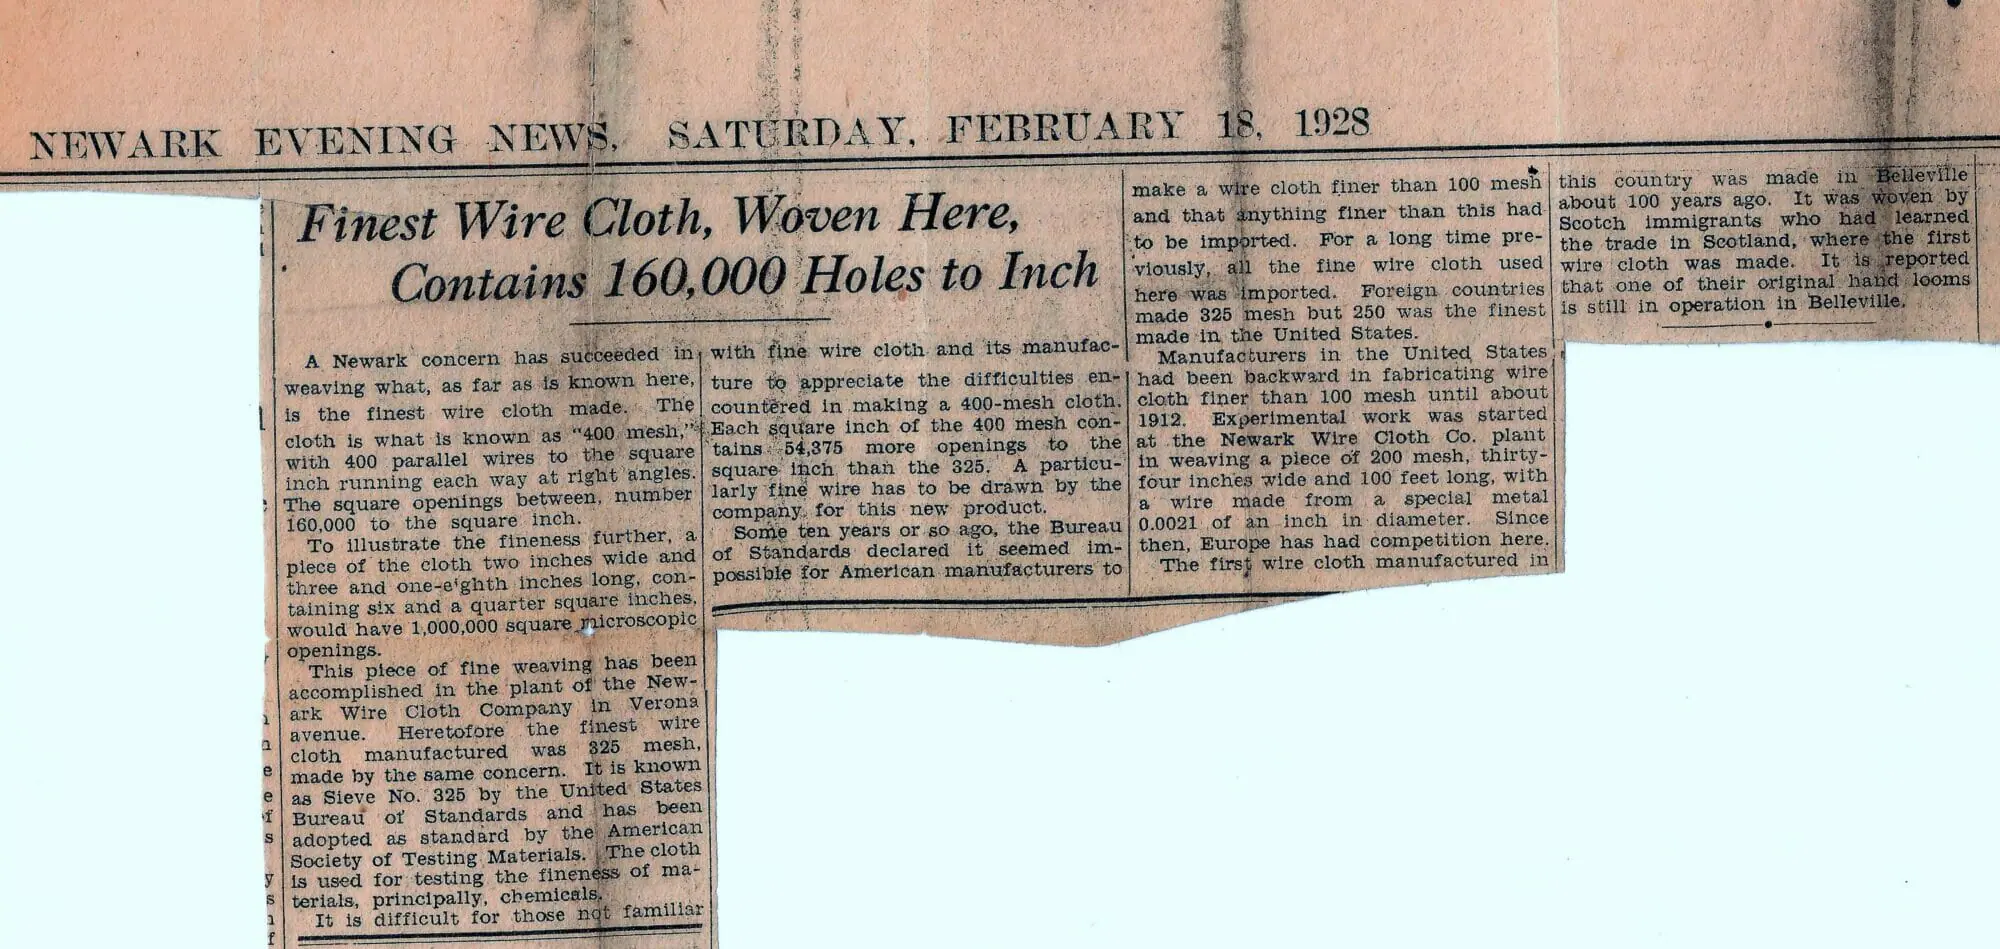 NEWARK EVENING NEWS, SATURDAY, FEBRUARY 18, 1928
Finest Wire Cloth, Woven Here,
Contains 160,000 Holes to Inch
A Newark concern has succeeded in
weaving what, as far as is known here,
is the finest wire cloth made. The
cloth is what is known as “400 mesh,”
with 400 parallel wires to the square
inch running each way at right angles.
The square openings between, number
160,000 to the square inch.
To illustrate the fineness further, a
piece of the cloth two inches wide and
three and one-eighth inches long, con-
taining six and a quarter square inches,
would have 1,000,000 square microscopic
openings.
This piece of fine weaving has been
accomplished in the plant of the New-
ark Wire Cloth Company in Verona
avenue. Heretofore the finest wire
cloth manufactured was 325 mesh,
made by the same concern. It is known
as Sieve No. 325 by the United States
Bureau of Standards and has been
adopted as standard by the American
Society of Testing Materials. The cloth
is used for testing the fineness of ma-
terials, principally, chemicals.
It is difficult for those not familiar
with fine wire cloth and its manufac-
ture to appreciate the difficulties en-
countered in making a 400-mesh cloth.
Each square inch of the 400 mesh con-
tains 54,375 more openings to the
square inch than the 325. A particu-
larly fine wire has to be drawn by the
company for this new product.
Some ten years or so ago, the Bureau
of Standards declared it seemed im-
possible for American manufacturers to
make a wire cloth finer than 100 mesh
and that anything finer than this had
to be imported. For a long time pre-
viously, all the fine wire cloth used
here was imported. Foreign countries
made 325 mesh but 250 was the finest
made in the United States.
Manufacturers in the United States
had been backward in fabricating wire
cloth finer than 100 mesh until about
1912. Experimental work was started
at the Newark Wire Cloth Co. plant
in weaving a piece of 200 mesh, thirty-
four inches wide and 100 feet long, with
a wire made from a special metal
0.0021 of an inch in diameter. Since
then, Europe has had competition here.
The first wire cloth manufactured in
this country was made in Belleville
about 100 years ago. It was woven by
Scotch immigrants who had learned
the trade in Scotland, where the first
wire cloth was made. It is reported
that one of their original hand looms
is still in operation in Belleville.